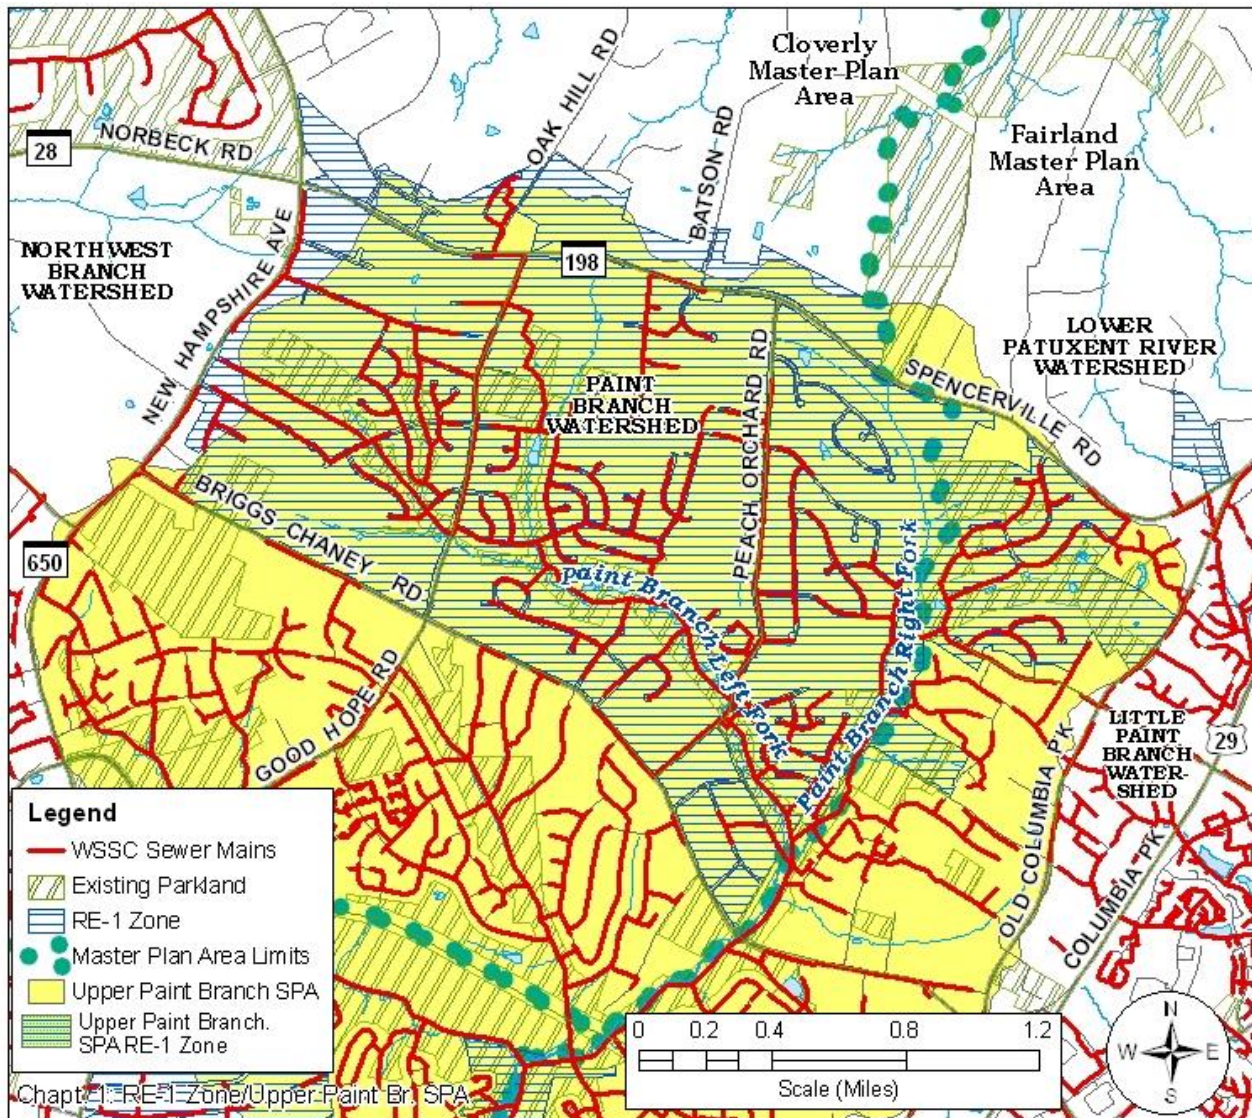 Cloverly
Master Plan
Area
Fairland
Master Plan
Area
OAK HILL RD
BATSON RD
NORBECK RD
28
198
NORTHWEST
BRANCH
WATERSHED
NEW HAMPSHIRE AVE
LOWER
PATUXENT RIVER
WATERSHED
PAINT
BRANCH
WATERSHED
PEACH ORCHARD RD
SPENCERVILLE RD
BRIGGS CHANEY RD
650
Paint Branch Left Fork
Paint Branch Right Fork
GOOD HOPE RD
OLD COLUMBIA PK
COLUMBIA PK
LITTLE
PAINT
BRANCH
WATER-
SHED
29
Legend
WSSC Sewer Mains
Existing Parkland
RE-1 Zone
Master Plan Area Limits
Upper Paint Branch SPA
Upper Paint Branch.
SPA RE-1 Zone
Chapt. 1: RE-1 Zone/Upper Paint Br. SPA
0 0.2 0.4 0.8 1.2
Scale (Miles)
N
W E
S